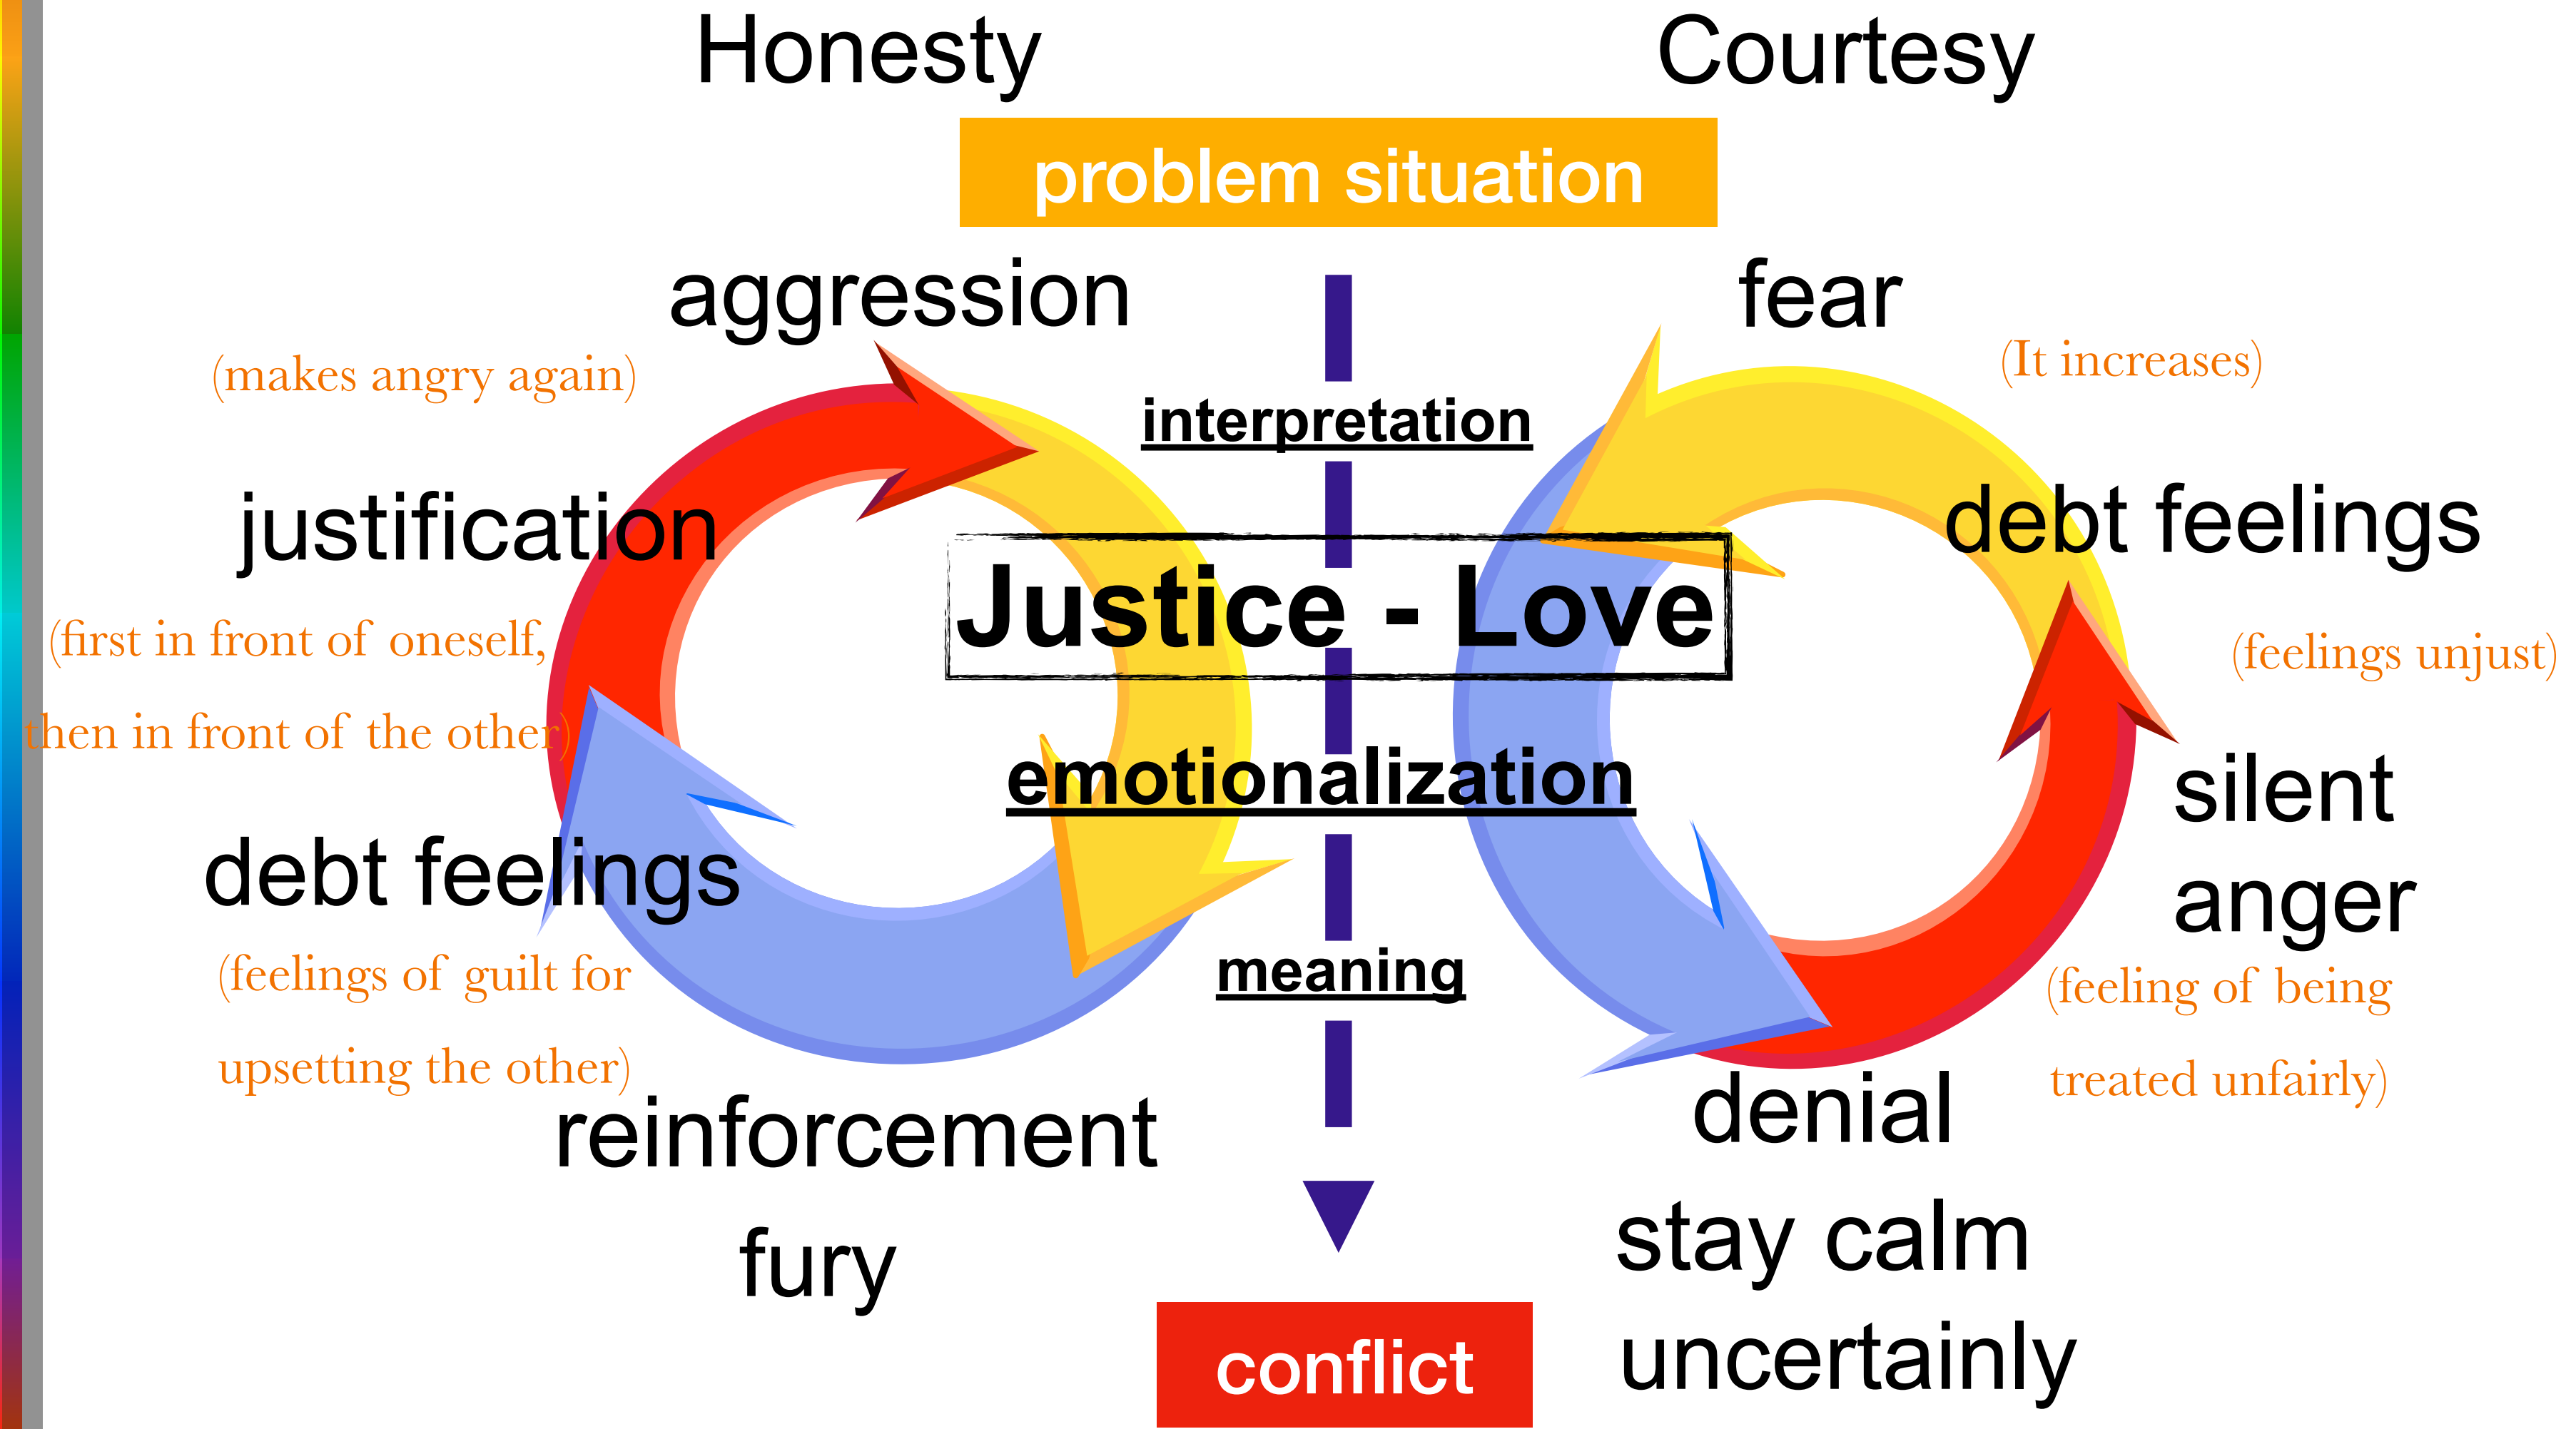 Honesty
Courtesy
problem situation
aggression
fear
(makes angry again)
(It increases)
interpretation
justification
debt feelings
(first in front of oneself,
then in front of the other)
Justice - Love
(feelings unjust)
emotionalization
silent
anger
debt feelings
(feelings of guilt for
upsetting the other)
meaning
(feeling of being
treated unfairly)
reinforcement
fury
denial
stay calm
uncertainly
conflict